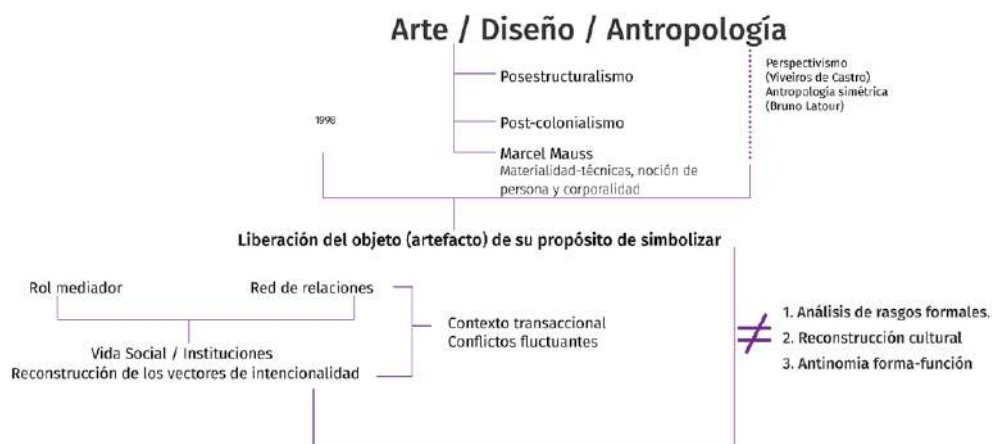 Arte / Diseño / Antropología
Posestructuralismo
Perspectivismo
(Viveiros de Castro)
Antropología simétrica
(Bruno Latour)
1998
Post-colonialismo
Marcel Mauss
Materialidad-técnicas, noción de
persona y corporalidad
Liberación del objeto (artefacto) de su propósito de simbolizar
Rol mediador
Red de relaciones
Contexto transaccional
Conflictos fluctuantes
Vida Social / Instituciones
Reconstrucción de los vectores de intencionalidad
≠
1. Análisis de rasgos formales.
2. Reconstrucción cultural
3. Antinomia forma-función